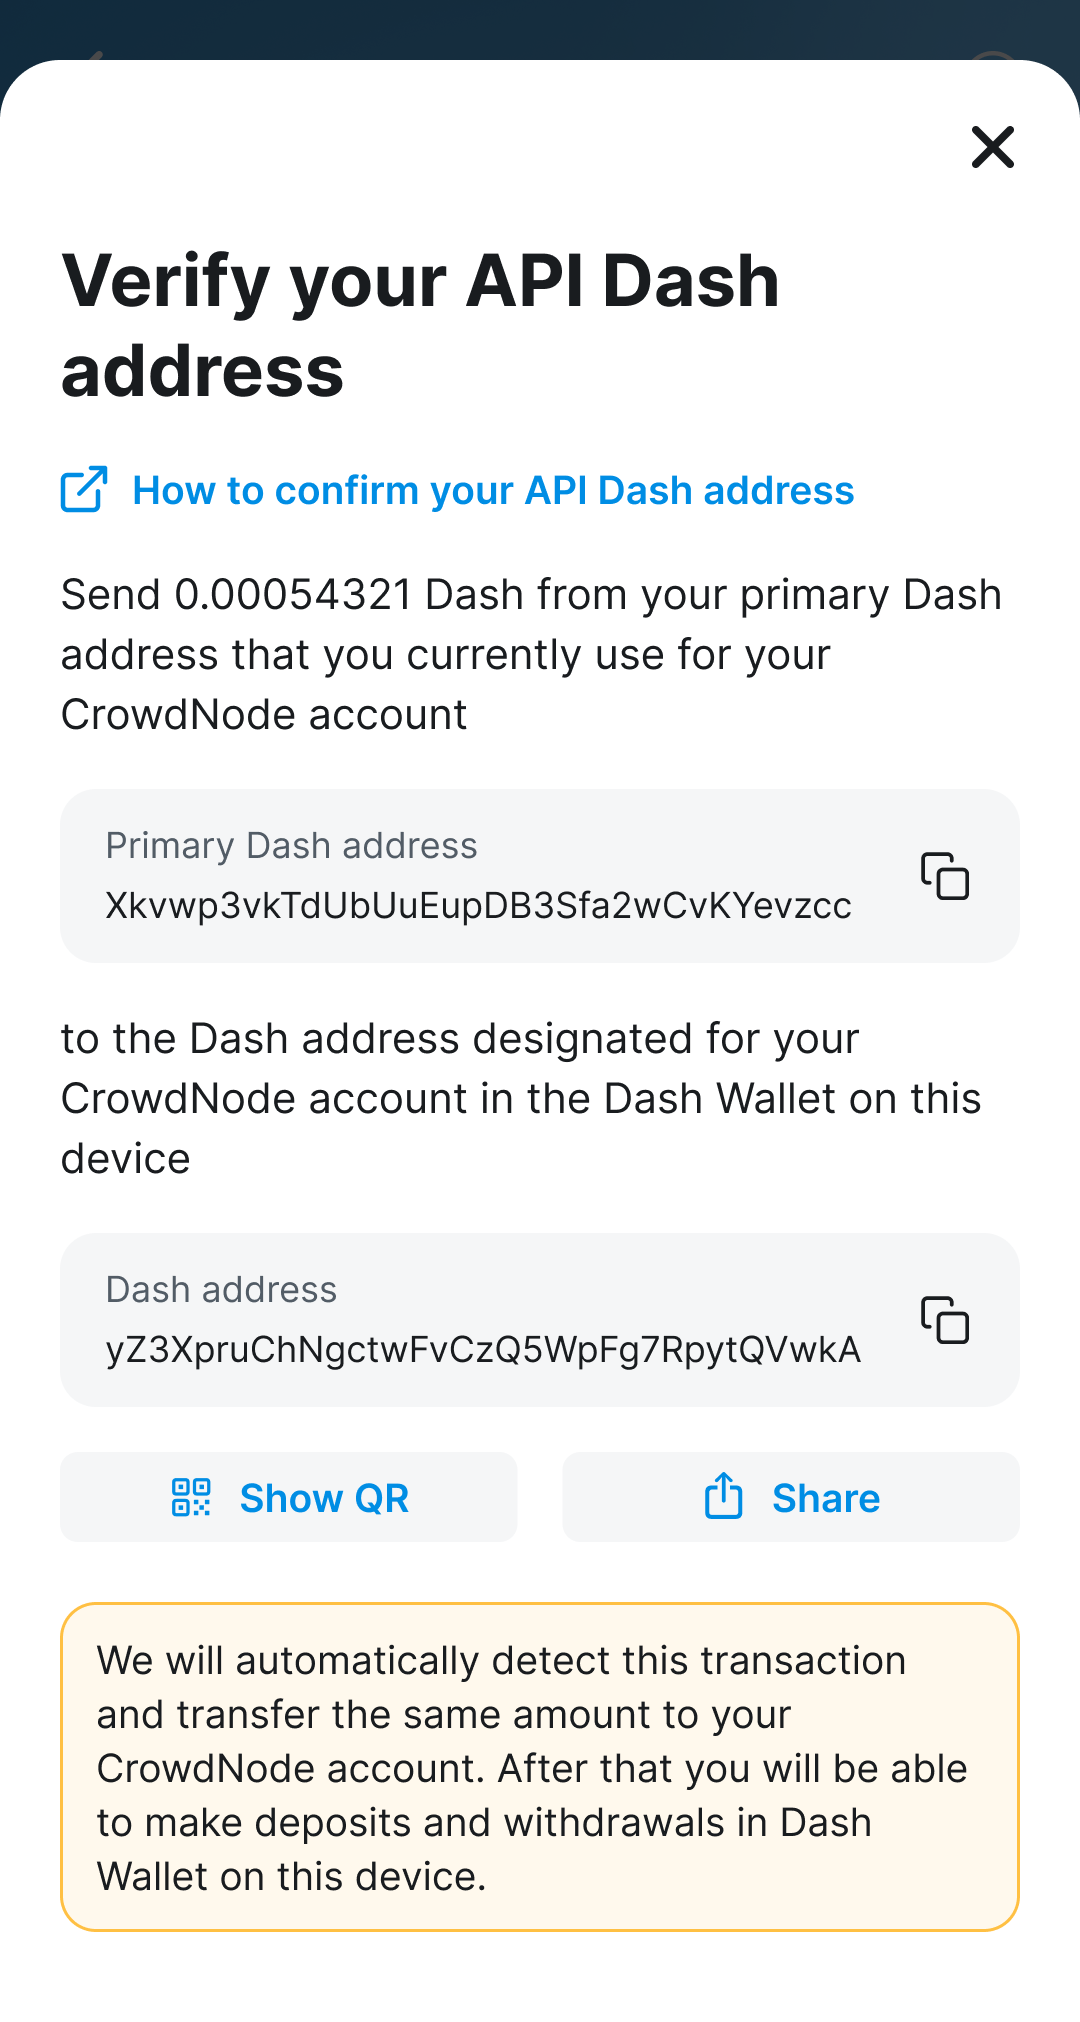 Verify your API Dash
address
How to confirm your API Dash address
Send 0.00054321 Dash from your primary Dash
address that you currently use for your
CrowdNode account
Primary Dash address
Xkvwp3vkTdUbUuEupDB3Sfa2wCvKYevzcc
to the Dash address designated for your
CrowdNode account in the Dash Wallet on this
device
Dash address
yZ3XpruChNgctwFvCzQ5WpFg7RpytQVwkA
Show QR
Share
We will automatically detect this transaction
and transfer the same amount to your
CrowdNode account. After that you will be able
to make deposits and withdrawals in Dash
Wallet on this device.